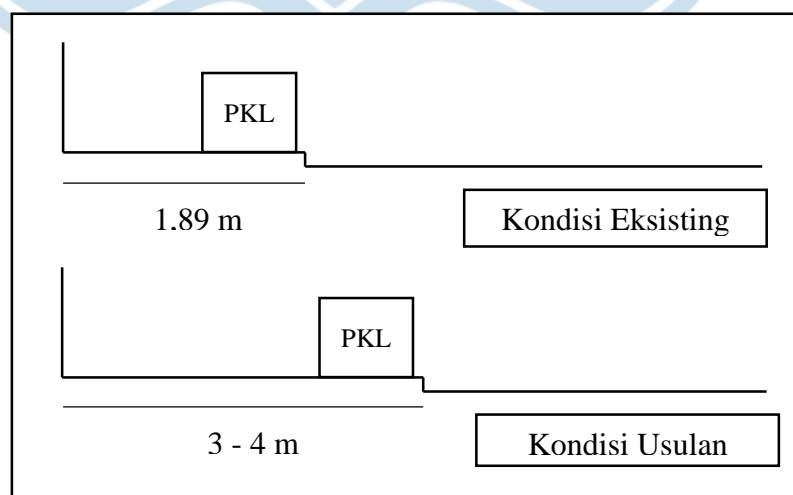 PKL
1.89 m
Kondisi Eksisting
PKL
3 - 4 m
Kondisi Usulan